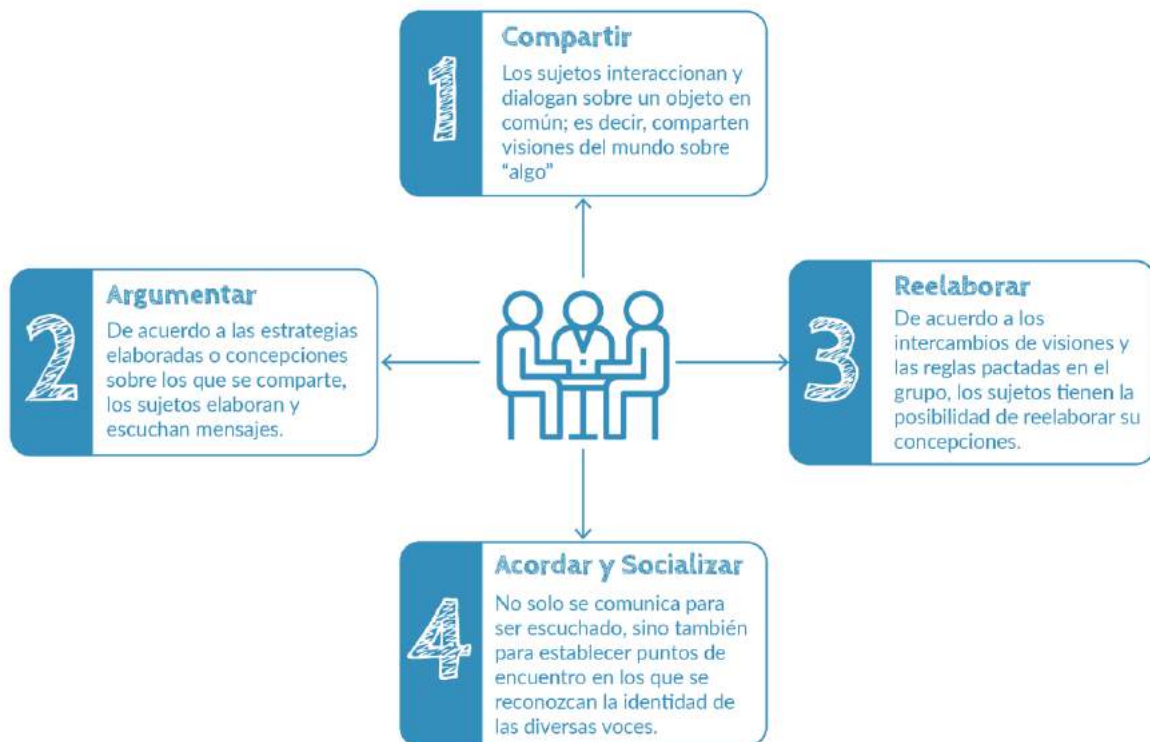 1
Compartir
Los sujetos interaccionan y
dialogan sobre un objeto en
común; es decir, comparten
visiones del mundo sobre
“algo”
2
Argumentar
De acuerdo a las estrategias
elaboradas o concepciones
sobre los que se comparte,
los sujetos elaboran y
escuchan mensajes.
3
Reelaborar
De acuerdo a los
intercambios de visiones y
las reglas pactadas en el
grupo, los sujetos tienen la
posibilidad de reelaborar su
concepciones.
4
Acordar y Socializar
No solo se comunica para
ser escuchado, sino también
para establecer puntos de
encuentro en los que se
reconozcan la identidad de
las diversas voces.